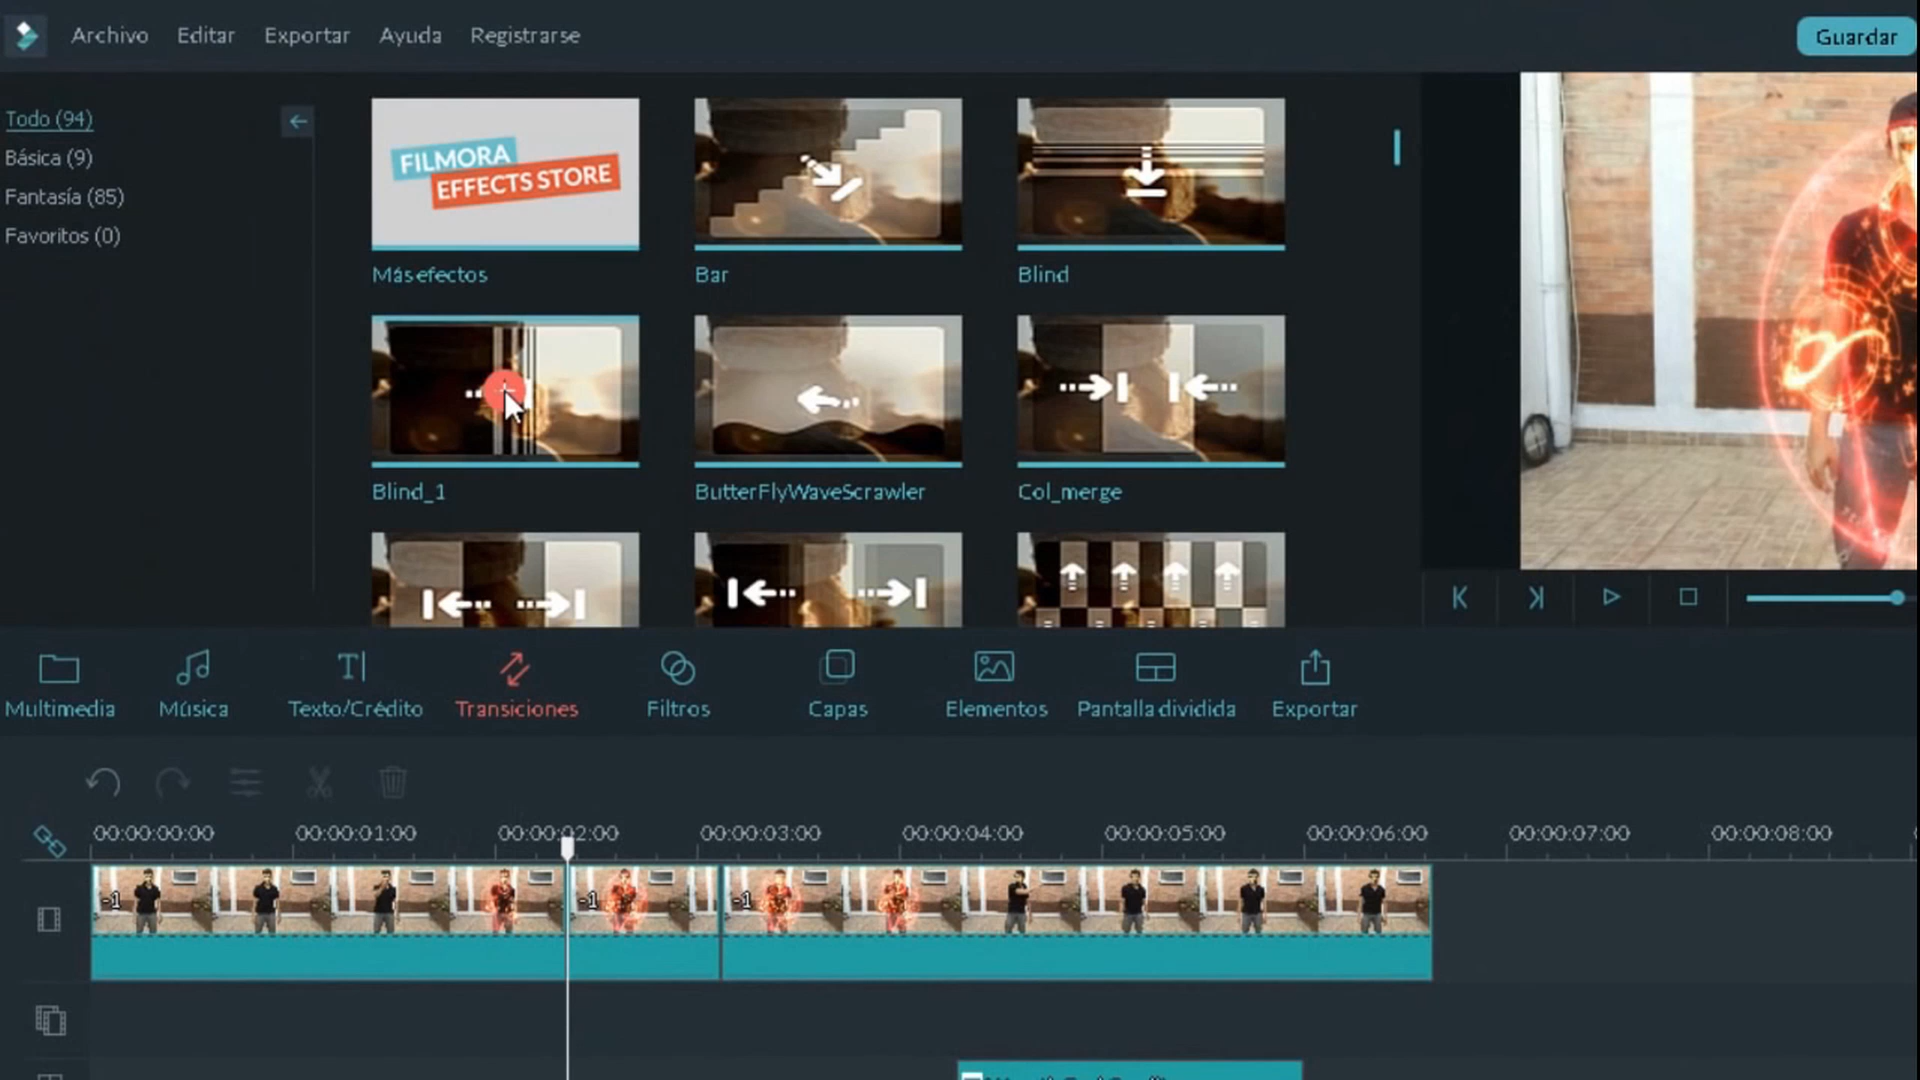 Archivo Editar Exportar Ayuda Registrarse
Guardar
Todo (94)
Básica (9)
Fantasía (85)
Favoritos (0)
FILMORA
EFFECTS STORE
Más efectos Bar Blind
Blind_1 ButterFlyWaveScrawler Col_merge
Multimedia Música Texto/Crédito Transiciones Filtros Capas Elementos Pantalla dividida Exportar
00:00:00:00 00:00:01:00 00:00:02:00 00:00:03:00 00:00:04:00 00:00:05:00 00:00:06:00 00:00:07:00 00:00:08:00
-1 -1 -1